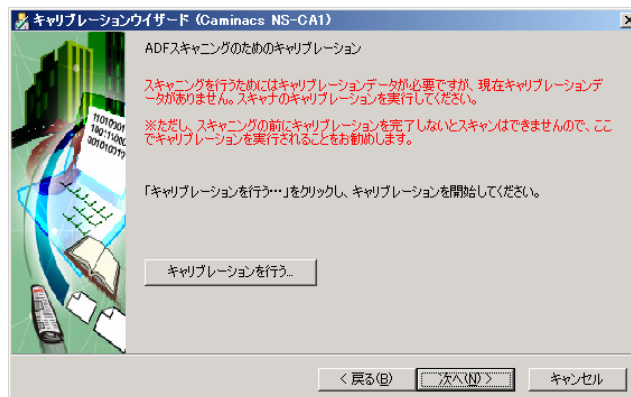 キャリブレーションウイザード (Caminacs NS-CA1)
ADFスキャニングのためのキャリブレーション
スキャニングを行うためにはキャリブレーションデータが必要ですが、現在キャリブレーションデ
ータがありません。スキャナのキャリブレーションを実行してください。
※ただし、スキャニングの前にキャリブレーションを完了しないとスキャンはできませんので、ここ
でキャリブレーションを実行されることをお勧めします。
「キャリブレーションを行う…」をクリックし、キャリブレーションを開始してください。
キャリブレーションを行う...
< 戻る(B)
次へ(N) >
キャンセル